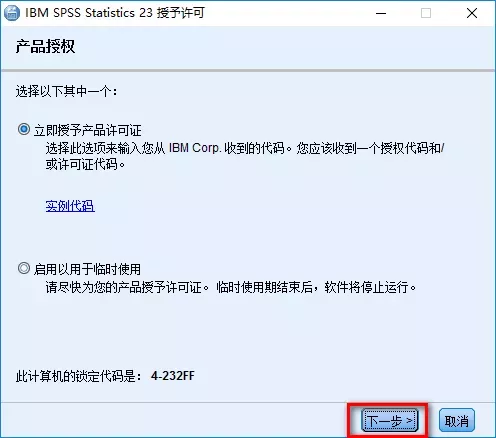 IBM SPSS Statistics 23 授予许可
产品授权
选择以下其中一个：
立即授予产品许可证
选择此选项来输入您从 IBM Corp. 收到的代码。您应该收到一个授权代码和/
或许可证代码。
实例代码
启用以用于临时使用
请尽快为您的产品授予许可证。 临时使用期结束后，软件将停止运行。
此计算机的锁定代码是： 4-232FF
下一步 > 取消